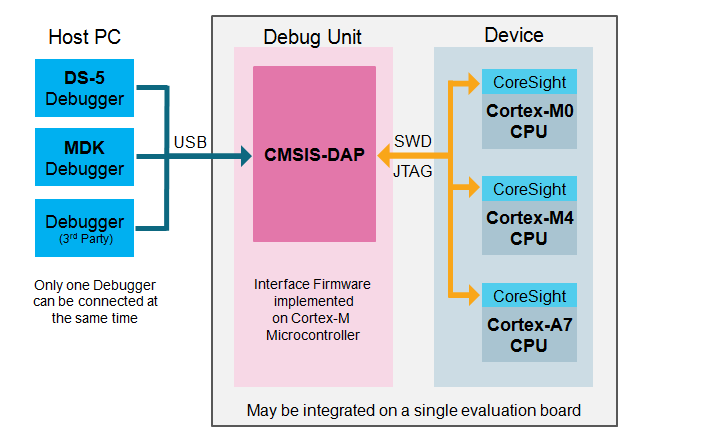 Host PC
DS-5
Debugger
MDK
Debugger
Debugger
(3rd Party)
Only one Debugger
can be connected at
the same time
USB
Debug Unit
CMSIS-DAP
Interface Firmware
implemented
on Cortex-M
Microcontroller
SWD
JTAG
Device
CoreSight
Cortex-M0
CPU
CoreSight
Cortex-M4
CPU
CoreSight
Cortex-A7
CPU
May be integrated on a single evaluation board